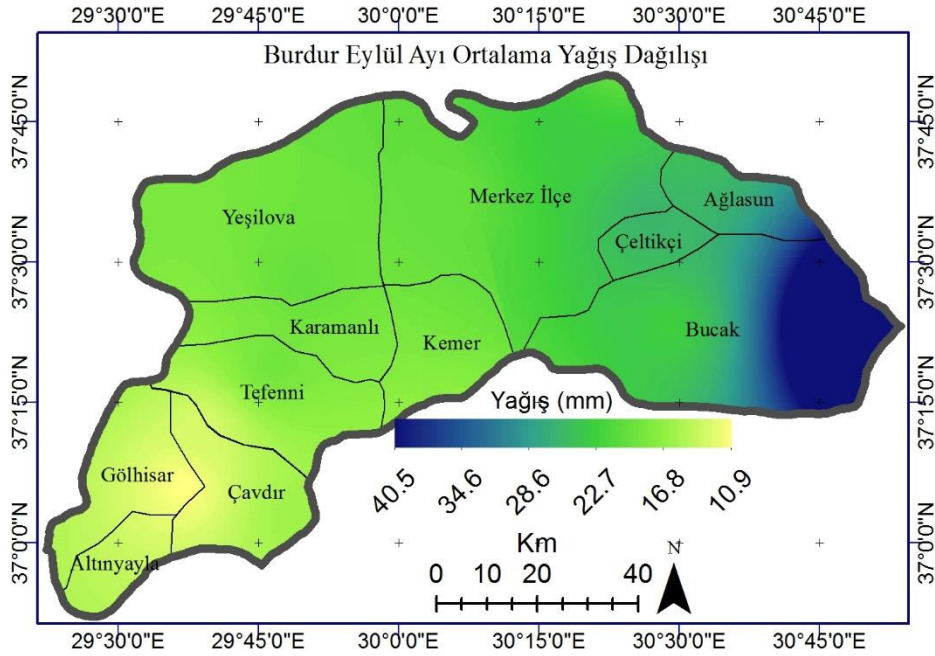 29°30'0"E 29°45'0"E 30°0'0"E 30°15'0"E 30°30'0"E 30°45'0"E
Burdur Eylül Ayı Ortalama Yağış Dağılışı
37°45'0"N
37°45'0"N
Merkez İlçe
Ağlasun
Yeşilova
Çeltikçi
37°30'0"N
37°30'0"N
Karamanlı
Bucak
Kemer
Tefenni
37°15'0"N
37°15'0"N
Yağış (mm)
40.5 34.6 28.6 22.7 16.8 10.9
Gölhisar
Çavdır
37°0'0"N
37°0'0"N
Altınyayla
Km
N
0 10 20 40
29°30'0"E 29°45'0"E 30°0'0"E 30°15'0"E 30°30'0"E 30°45'0"E